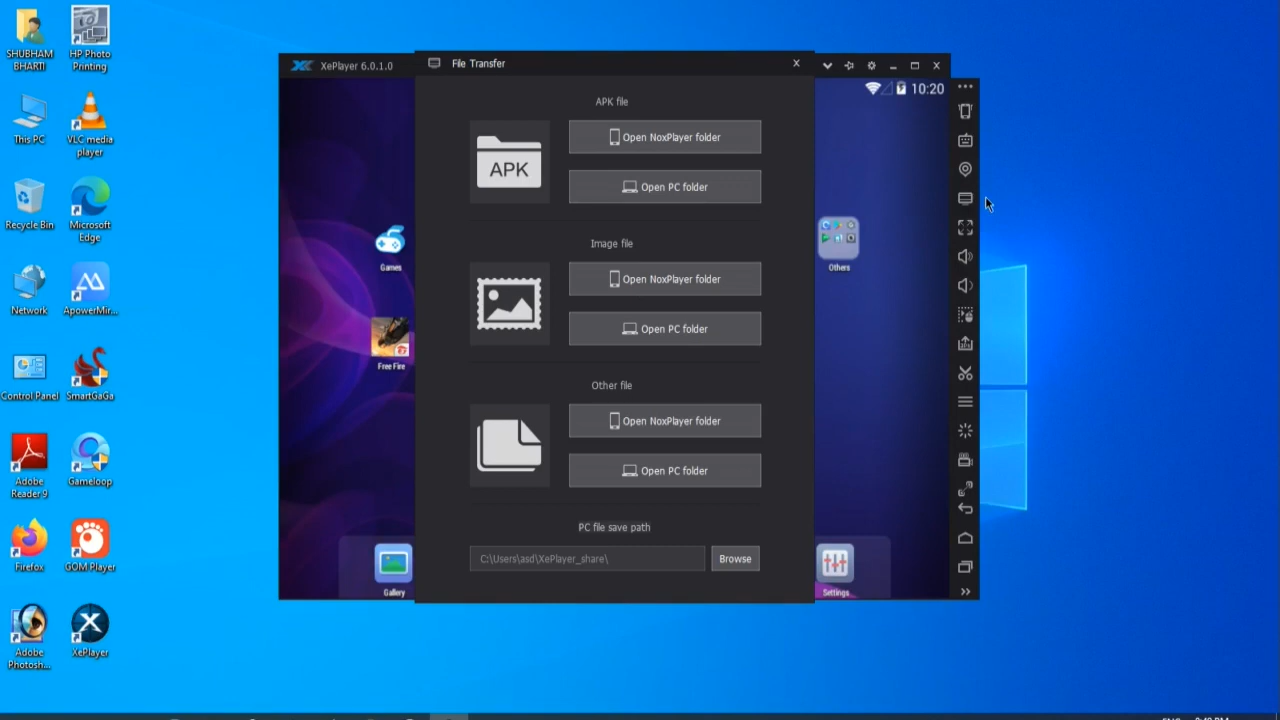 SHUBHAM
BHARTI
HP Photo
Printing
This PC
VLC media
player
Recycle Bin
Microsoft
Edge
Network
ApowerMir...
Control Panel
SmartGaGa
Adobe
Reader 9
Gameloop
Firefox
GOM Player
Adobe
Photosh...
XePlayer
XePlayer 6.0.1.0
File Transfer
10:20
APK file
APK
Open NoxPlayer folder
Open PC folder
Image file
Open NoxPlayer folder
Open PC folder
Other file
Open NoxPlayer folder
Open PC folder
PC file save path
C:\Users\asd\XePlayer_share\
Browse
Games
Free Fire
Gallery
Others
Settings